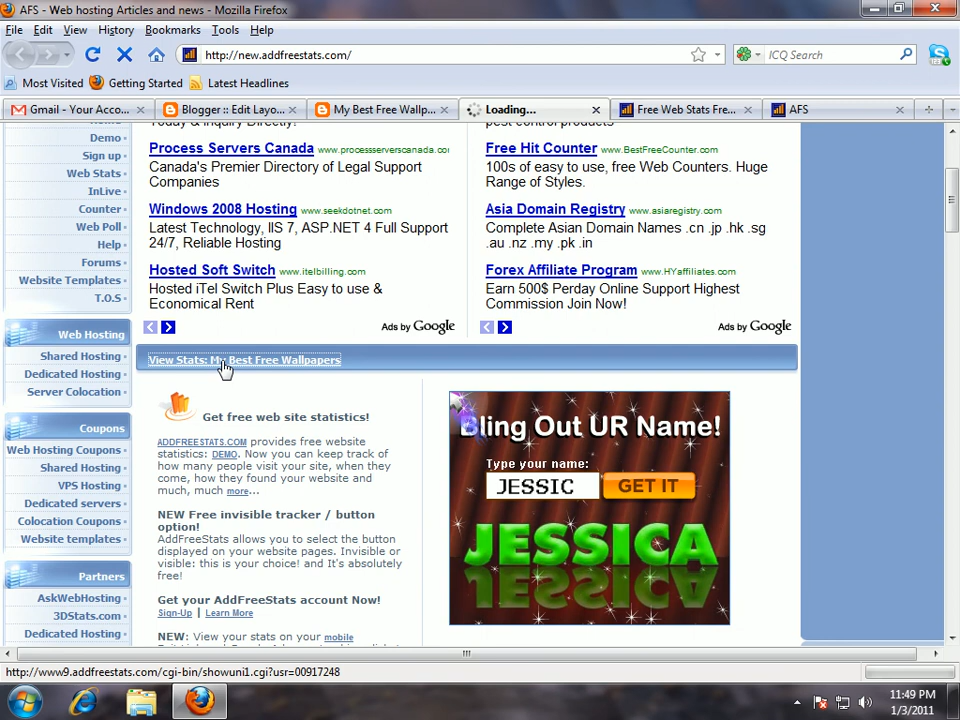 AFS - Web hosting Articles and news - Mozilla Firefox
File Edit View History Bookmarks Tools Help
http://new.addfreestats.com/
ICQ Search
Most Visited Getting Started Latest Headlines
Gmail - Your Acco...
Blogger :: Edit Layo...
My Best Free Wallp...
Loading...
Free Web Stats Fre...
AFS
Demo
Sign up
Web Stats
InLive
Counter
Web Poll
Help
Forums
Website Templates
T.O.S
Web Hosting
Shared Hosting
Dedicated Hosting
Server Colocation
Coupons
Web Hosting Coupons
Shared Hosting
VPS Hosting
Dedicated servers
Colocation Coupons
Website templates
Partners
AskWebHosting
3DStats.com
Dedicated Hosting
Today & Inquiry Directly!
Process Servers Canada www.processserverscanada.co
Canada's Premier Directory of Legal Support
Companies
Windows 2008 Hosting www.seekdotnet.com
Latest Technology, IIS 7, ASP.NET 4 Full Support
24/7, Reliable Hosting
Hosted Soft Switch www.itelbilling.com
Hosted iTel Switch Plus Easy to use &
Economical Rent
Ads by Google
pest control products
Free Hit Counter www.BestFreeCounter.com
100s of easy to use, free Web Counters. Huge
Range of Styles.
Asia Domain Registry www.asiaregistry.com
Complete Asian Domain Names .cn .jp .hk .sg
.au .nz .my .pk .in
Forex Affiliate Program www.HYaffiliates.com
Earn 500$ Perday Online Support Highest
Commission Join Now!
Ads by Google
View Stats: My Best Free Wallpapers
Get free web site statistics!
ADDFREESTATS.COM provides free website
statistics: DEMO. Now you can keep track of
how many people visit your site, when they
come, how they found your website and
much, much more...
NEW Free invisible tracker / button
option!
AddFreeStats allows you to select the button
displayed on your website pages. Invisible or
visible: this is your choice! and It's absolutely
free!
Get your AddFreeStats account Now!
Sign-Up | Learn More
NEW: View your stats on your mobile
Bling Out UR Name!
Type your name:
JESSIC
GET IT
JESSICA
http://www9.addfreestats.com/cgi-bin/showuni1.cgi?usr=00917248
11:49 PM
1/3/2011